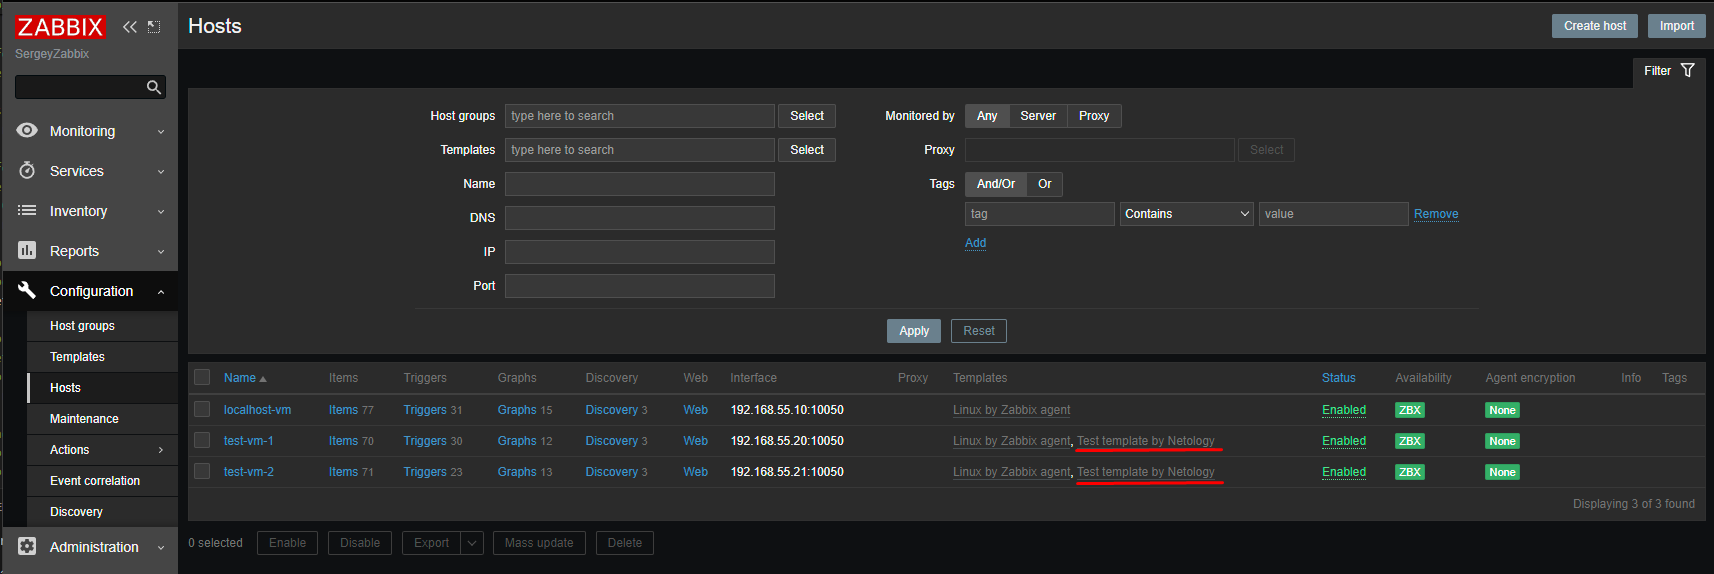 ZABBIX
SergeyZabbix
Monitoring
Services
Inventory
Reports
Configuration
Host groups
Templates
Hosts
Maintenance
Actions
Event correlation
Discovery
Administration
Hosts
Create host Import
Filter
Host groups type here to search Select Monitored by Any Server Proxy
Templates type here to search Select Proxy Select
Name Tags And/Or Or
DNS tag Contains value Remove
IP Add
Port
Apply Reset
Name Items Triggers Graphs Discovery Web Interface Proxy Templates Status Availability Agent encryption Info Tags
localhost-vm Items 77 Triggers 31 Graphs 15 Discovery 3 Web 192.168.55.10:10050 Linux by Zabbix agent Enabled ZBX None
test-vm-1 Items 70 Triggers 30 Graphs 12 Discovery 3 Web 192.168.55.20:10050 Linux by Zabbix agent, Test template by Netology Enabled ZBX None
test-vm-2 Items 71 Triggers 23 Graphs 13 Discovery 3 Web 192.168.55.21:10050 Linux by Zabbix agent, Test template by Netology Enabled ZBX None
Displaying 3 of 3 found
0 selected Enable Disable Export Mass update Delete